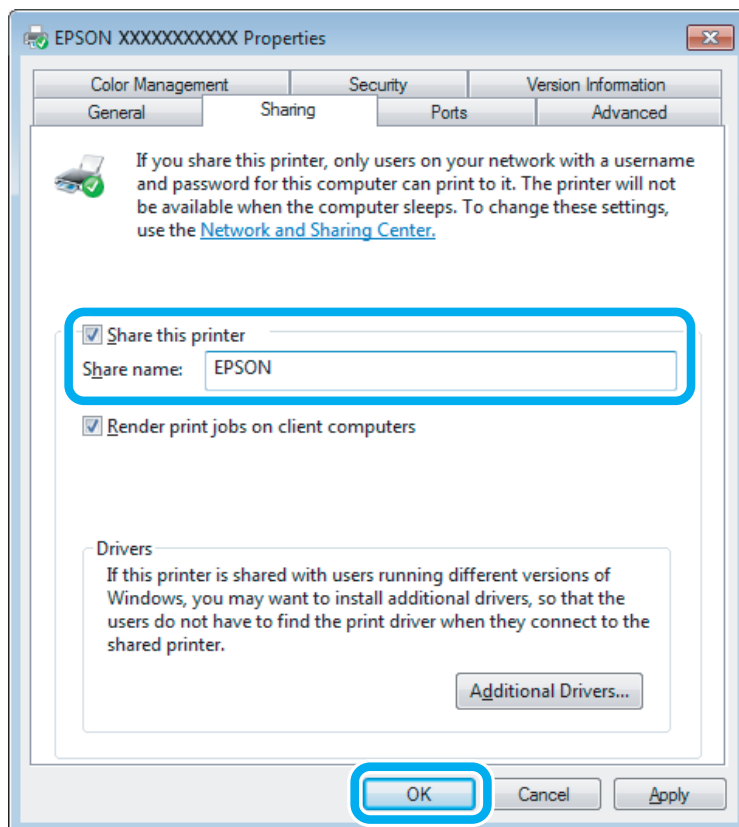 EPSON XXXXXXXXXXX Properties
Color Management Security Version Information
General Sharing Ports Advanced
If you share this printer, only users on your network with a username
and password for this computer can print to it. The printer will not
be available when the computer sleeps. To change these settings,
use the Network and Sharing Center.
Share this printer
Share name: EPSON
Render print jobs on client computers
Drivers
If this printer is shared with users running different versions of
Windows, you may want to install additional drivers, so that the
users do not have to find the print driver when they connect to the
shared printer.
Additional Drivers...
OK Cancel Apply